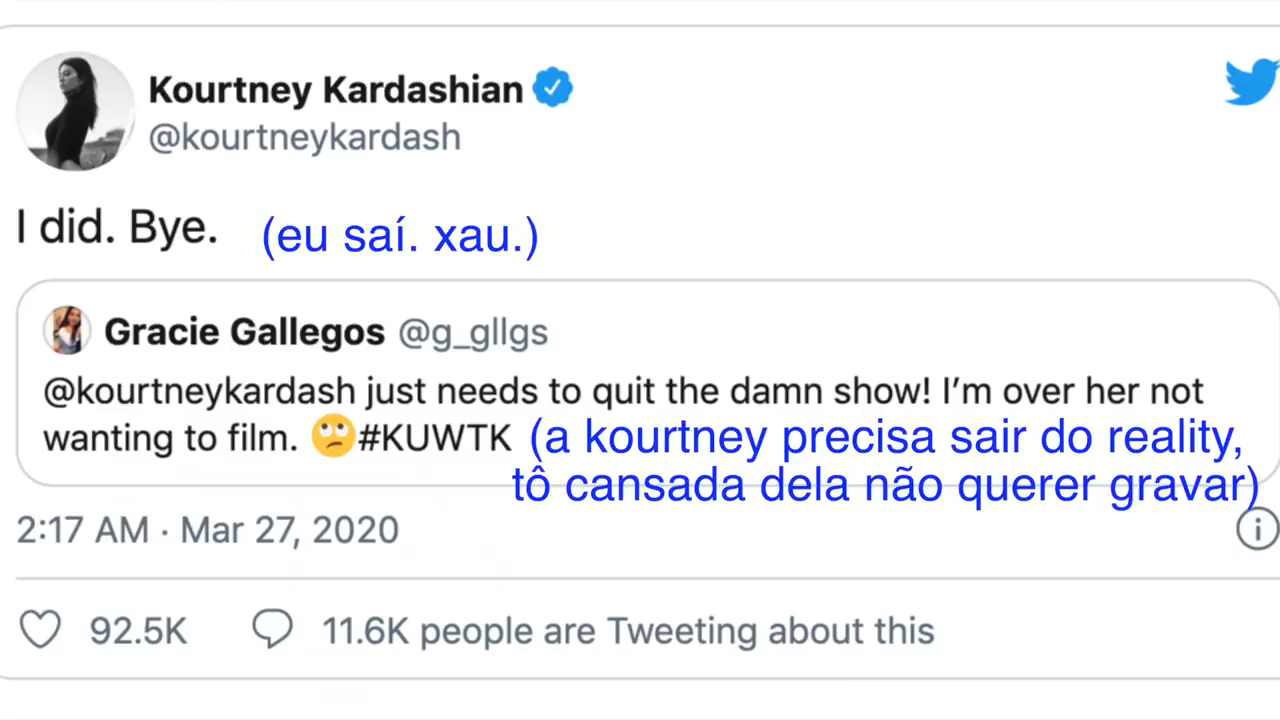 Kourtney Kardashian
@kourtneykardash
I did. Bye. (eu saí. xau.)
Gracie Gallegos @g_gllgs
@kourtneykardash just needs to quit the damn show! I’m over her not
wanting to film. 🙄#KUWTK (a kourtney precisa sair do reality,
tô cansada dela não querer gravar)
2:17 AM · Mar 27, 2020
92.5K 11.6K people are Tweeting about this